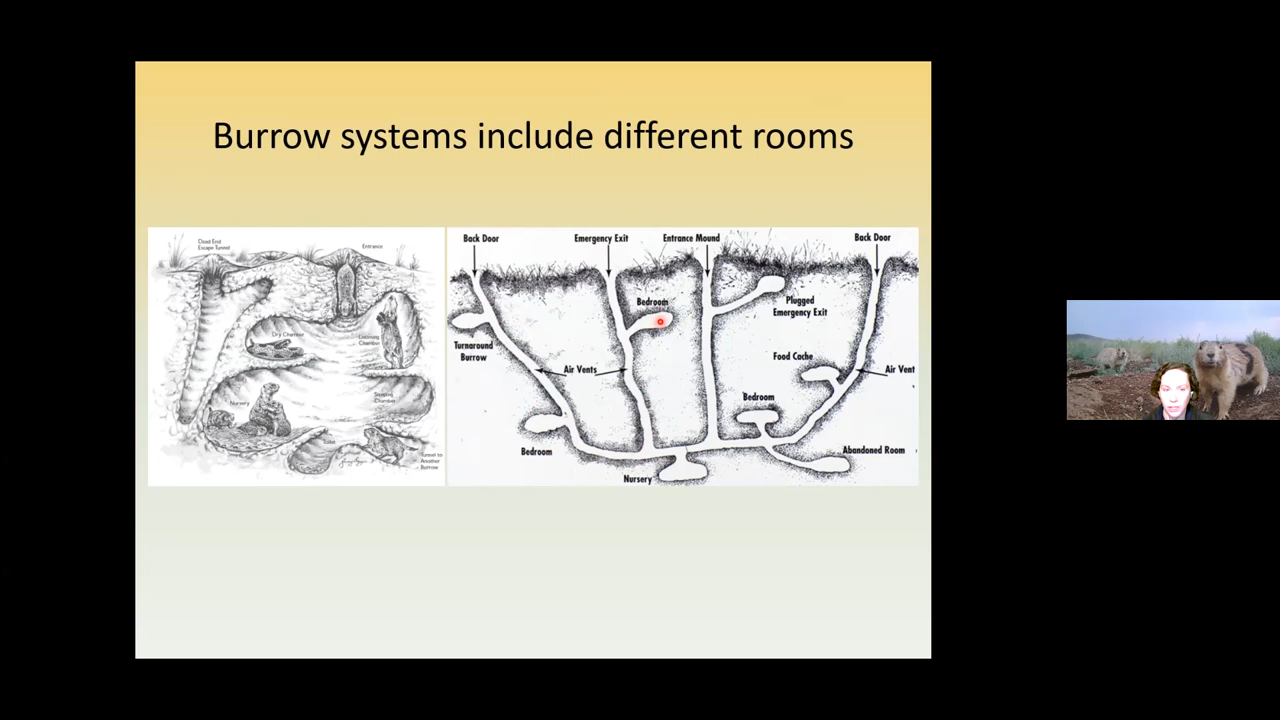 Burrow systems include different rooms
Dead End
Escape Tunnel
Entrance
Dry Chamber
Listening
Chamber
Nursery
Sleeping
Chamber
Toilet
Tunnel to
Another
Burrow
Back Door
Emergency Exit
Entrance Mound
Back Door
Bedroom
Plugged
Emergency Exit
Turnaround
Burrow
Air Vents
Food Cache
Air Vent
Bedroom
Bedroom
Abandoned Room
Nursery